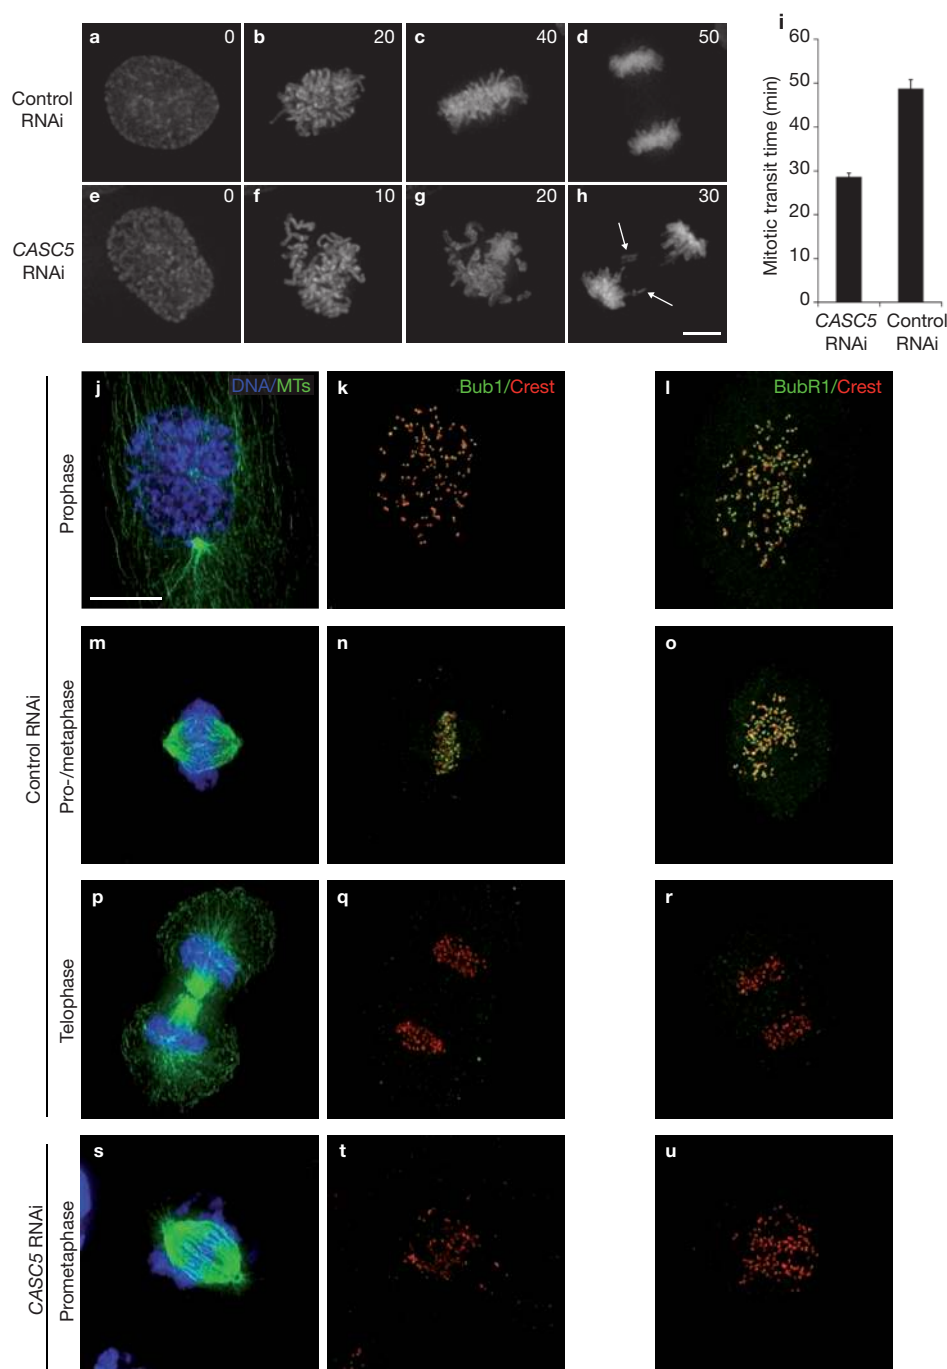 a 0 b 20 c 40 d 50
Control
RNAi
e 0 f 10 g 20 h 30
CASC5
RNAi
i
Mitotic transit time (min)
60
50
40
30
20
10
0
CASC5 Control
RNAi RNAi
j DNA/MTs k Bub1/Crest l BubR1/Crest
Prophase
m n o
Pro-/metaphase
Control RNAi
p q r
Telophase
s t u
Prometaphase
CASC5 RNAi